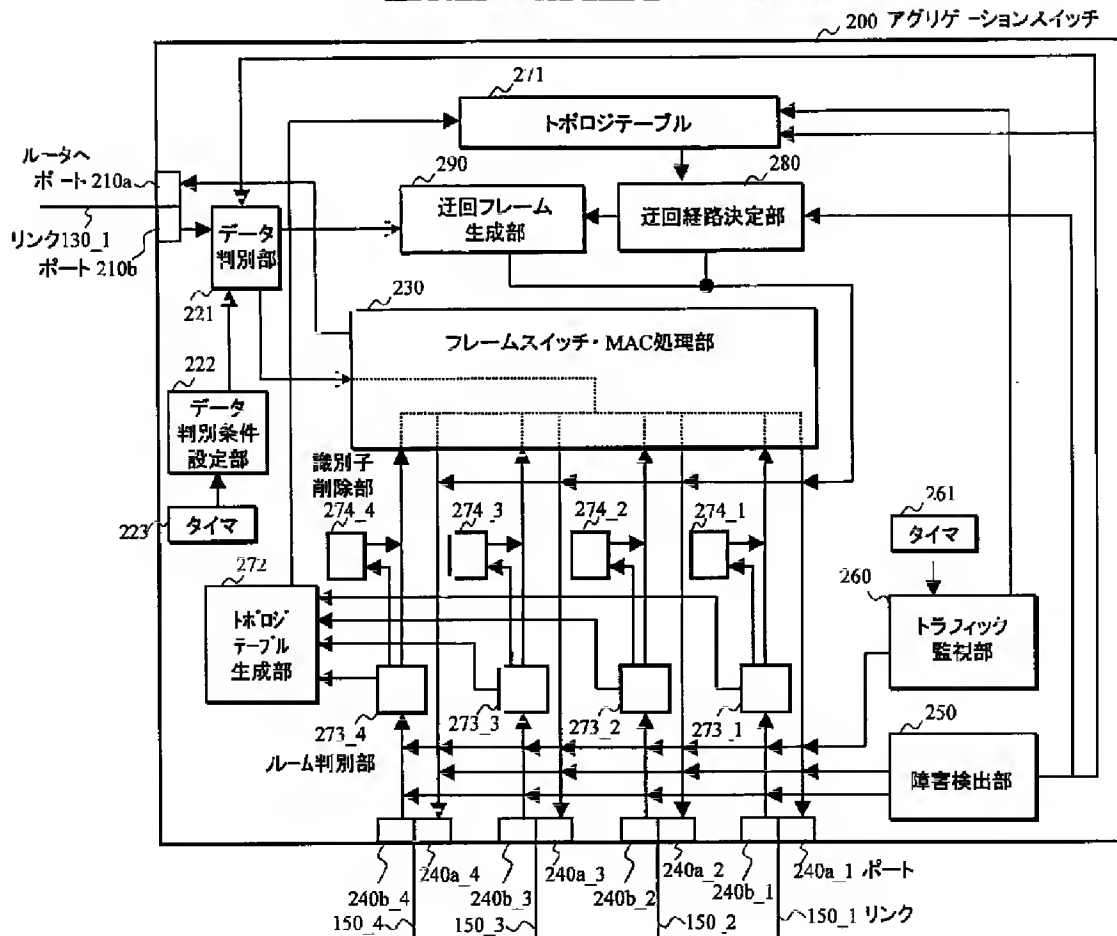 200 アグリゲーションスイッチ
271
トポロジテーブル
ルータへ
ポート210a
リンク130_1
ポート210b
データ
判別部
221
290
迂回フレーム
生成部
280
迂回経路決定部
230
フレームスイッチ・MAC処理部
222
データ
判別条件
設定部
223
タイマ
識別子
削除部
274_4
274_3
274_2
274_1
261
タイマ
272
トポロジ
テーブル
生成部
260
トラフィック
監視部
273_4
273_3
273_2
273_1
ルーム判別部
250
障害検出部
240b_4
240a_4
240b_3
240a_3
240b_2
240a_2
240b_1
240a_1 ポート
150_4
150_3
150_2
150_1 リンク